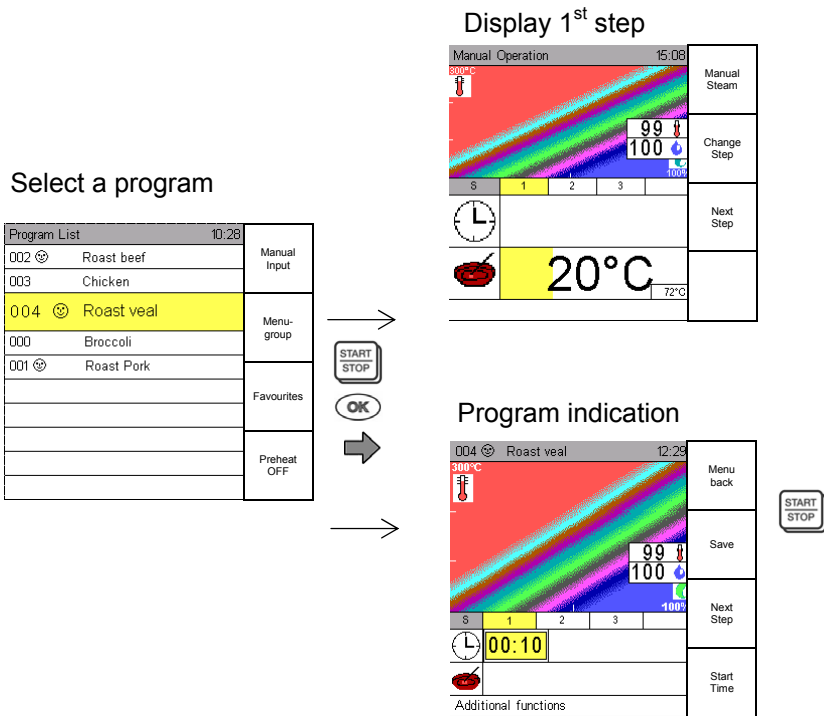 Display 1st step
Manual Operation 15:08
300°C
99
100
100%
S 1 2 3
20°C
72°C
Manual
Steam
Change
Step
Next
Step
Select a program
Program List 10:28
002 Roast beef
003 Chicken
004 Roast veal
000 Broccoli
001 Roast Pork
Manual
Input
Menu-
group
Favourites
Preheat
OFF
START
STOP
OK
Program indication
004 Roast veal 12:29
300°C
99
100
100%
S 1 2 3
00:10
Additional functions
Menu
back
Save
Next
Step
Start
Time
START
STOP